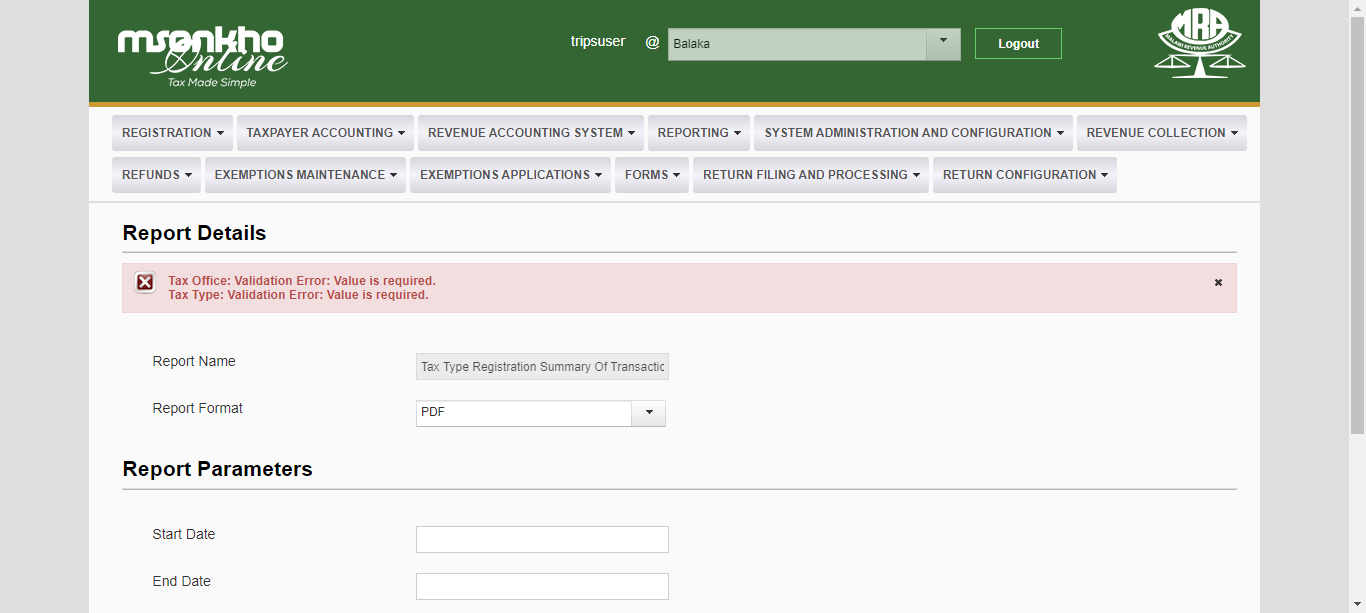 msonkho
Online
Tax Made Simple
tripsuser @ Balaka Logout
MRA
MALAWI REVENUE AUTHORITY
REGISTRATION TAXPAYER ACCOUNTING REVENUE ACCOUNTING SYSTEM REPORTING SYSTEM ADMINISTRATION AND CONFIGURATION REVENUE COLLECTION
REFUNDS EXEMPTIONS MAINTENANCE EXEMPTIONS APPLICATIONS FORMS RETURN FILING AND PROCESSING RETURN CONFIGURATION
Report Details
Tax Office: Validation Error: Value is required.
Tax Type: Validation Error: Value is required.
Report Name Tax Type Registration Summary Of Transactic
Report Format PDF
Report Parameters
Start Date
End Date